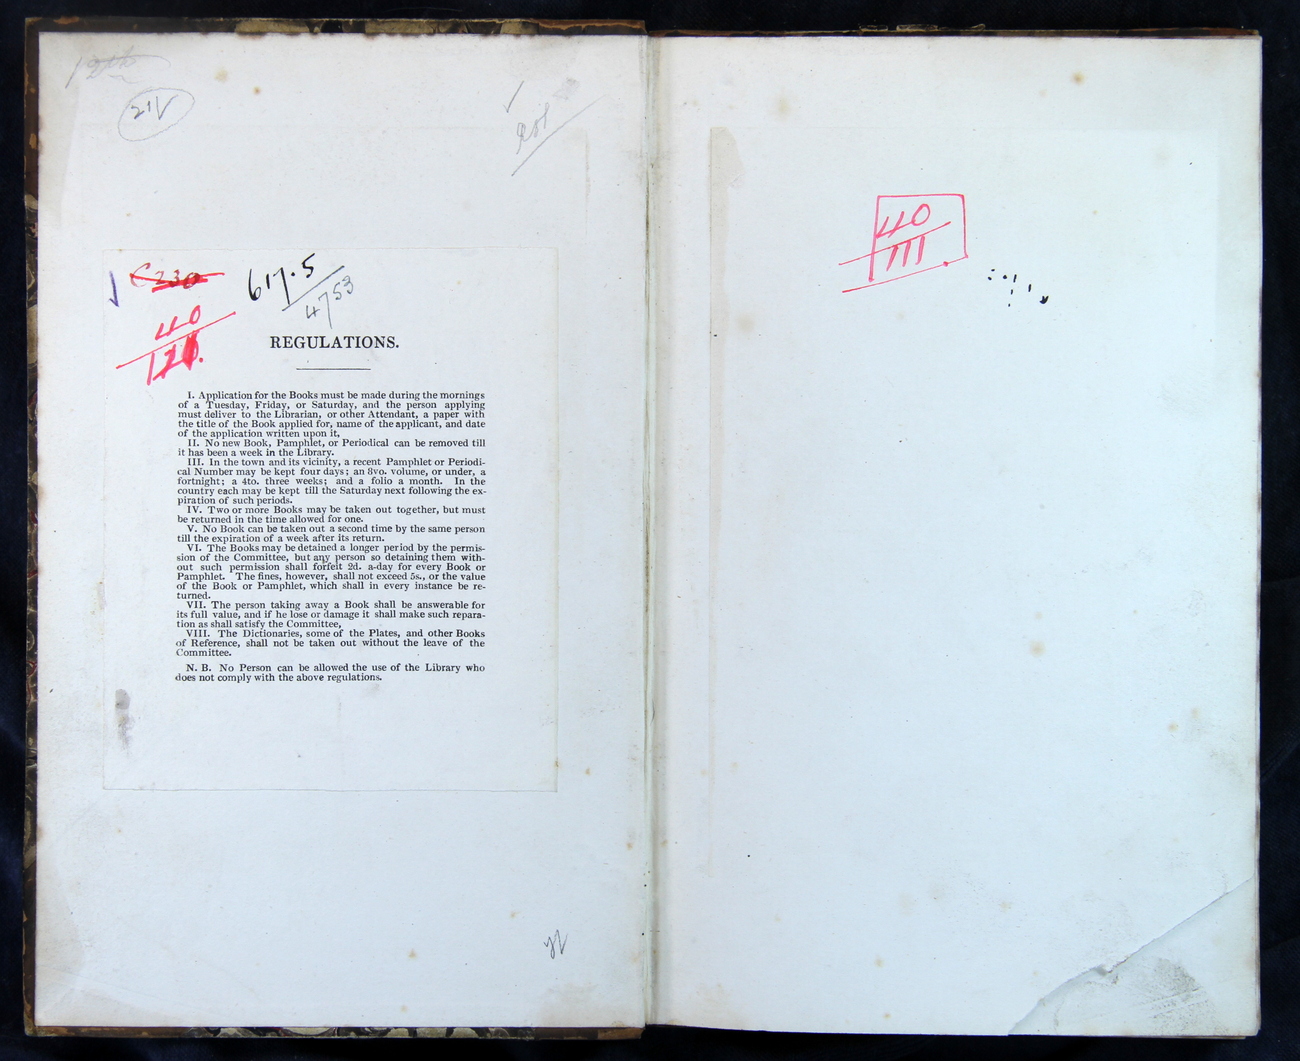 21V
C230
617.5
4753
40
REGULATIONS.
I. Application for the Books must be made during the mornings
of a Tuesday, Friday, or Saturday, and the person applying
must deliver to the Librarian, or other Attendant, a paper with
the title of the Book applied for, name of the applicant, and date
of the application written upon it,
II. No new Book, Pamphlet, or Periodical can be removed till
it has been a week in the Library.
III. In the town and its vicinity, a recent Pamphlet or Periodi-
cal Number may be kept four days; an 8vo. volume, or under, a
fortnight; a 4to. three weeks; and a folio a month. In the
country each may be kept till the Saturday next following the ex-
piration of such periods.
IV. Two or more Books may be taken out together, but must
be returned in the time allowed for one.
V. No Book can be taken out a second time by the same person
till the expiration of a week after its return.
VI. The Books may be detained a longer period by the permis-
sion of the Committee, but any person so detaining them with-
out such permission shall forfeit 2d. a-day for every Book or
Pamphlet. The fines, however, shall not exceed 5s., or the value
of the Book or Pamphlet, which shall in every instance be re-
turned.
VII. The person taking away a Book shall be answerable for
its full value, and if he lose or damage it shall make such repara-
tion as shall satisfy the Committee,
VIII. The Dictionaries, some of the Plates, and other Books
of Reference, shall not be taken out without the leave of the
Committee.
N. B. No Person can be allowed the use of the Library who
does not comply with the above regulations.
40
111